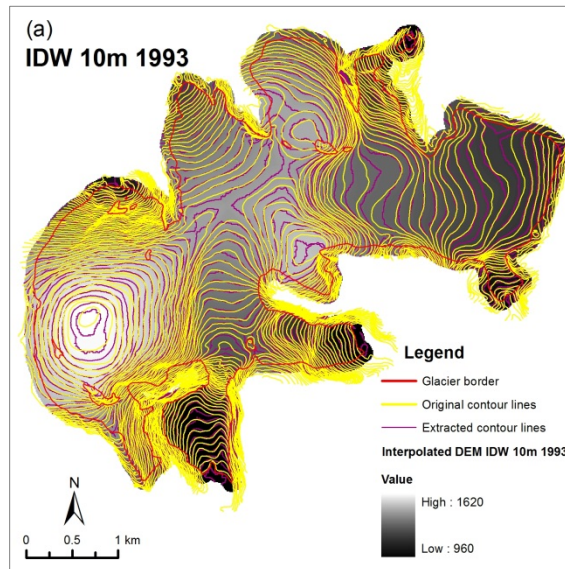 (a)
IDW 10m 1993
Legend
Glacier border
Original contour lines
Extracted contour lines
Interpolated DEM IDW 10m 1993
Value
High : 1620
Low : 960
N
0 0.5 1 km